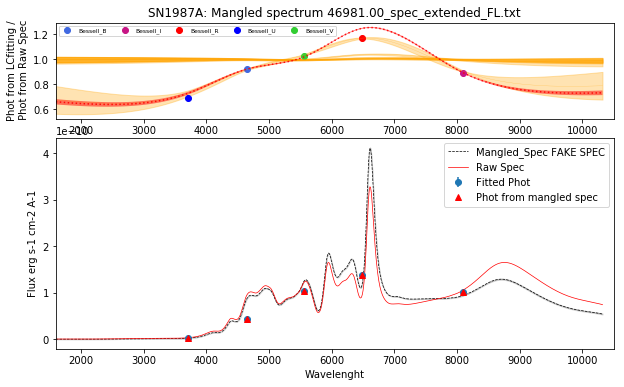 SN1987A: Mangled spectrum 46981.00_spec_extended_FL.txt
Phot from LCfitting /
Phot from Raw Spec
1.2
1.0
0.8
0.6
Bessell_B Bessell_I Bessell_R Bessell_U Bessell_V
2000 3000 4000 5000 6000 7000 8000 9000 10000
Flux erg s-1 cm-2 A-1
4
3
2
1
0
Mangled_Spec FAKE SPEC
Raw Spec
Fitted Phot
Phot from mangled spec
2000 3000 4000 5000 6000 7000 8000 9000 10000
Wavelenght